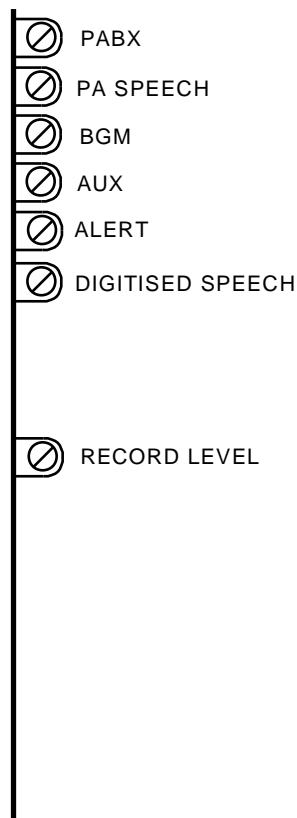 PABX
PA SPEECH
BGM
AUX
ALERT
DIGITISED SPEECH
RECORD LEVEL